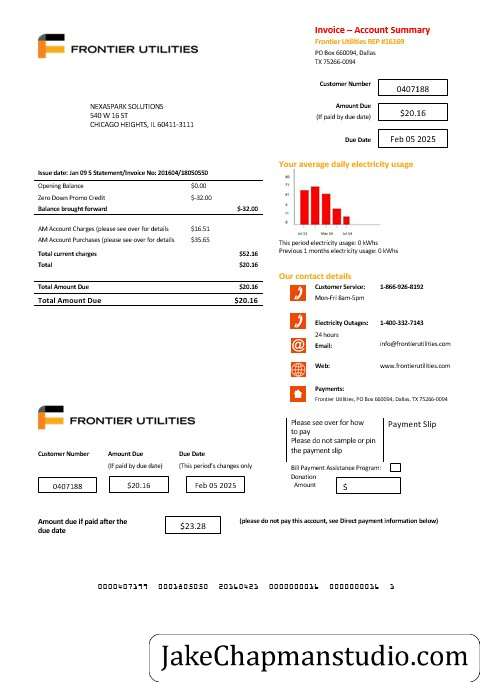 FRONTIER UTILITIES
Invoice – Account Summary
Frontier Utilities REP #16169
PO Box 660094, Dallas,
TX 75266-0094
Customer Number 0407188
Amount Due
(If paid by due date) $20.16
Due Date Feb 05 2025
NEXASPARK SOLUTIONS
540 W 16 ST
CHICAGO HEIGHTS, IL 60411-3111
Issue date: Jan 09 5 Statement/Invoice No: 201604/18050550
Opening Balance $0.00
Zero Down Promo Credit $-32.00
Balance brought forward $-32.00
AM Account Charges (please see over for details $16.51
AM Account Purchases (please see over for details $35.65
Total current charges $52.16
Total $20.16
Total Amount Due $20.16
Total Amount Due $20.16
Your average daily electricity usage
This period electricity usage: 0 kWhs
Previous 1 months electricity usage: 0 kWhs
Our contact details
Customer Service: 1-866-926-8192
Mon-Fri 8am-5pm
Electricity Outages: 1-400-332-7143
24 hours
Email: info@frontierutilities.com
Web: www.frontierutilities.com
Payments:
Frontier Utilities, PO Box 660094, Dallas, TX 75266-0094
FRONTIER UTILITIES
Customer Number Amount Due Due Date
(If paid by due date) (This period's changes only
0407188 $20.16 Feb 05 2025
Please see over for how
to pay
Please do not sample or pin
the payment slip
Payment Slip
Bill Payment Assistance Program:
Donation
Amount $
Amount due if paid after the
due date $23.28
(please do not pay this account, see Direct payment information below)
0000407199 0001805050 20160421 0000000016 0000000016 1
JakeChapmanstudio.com